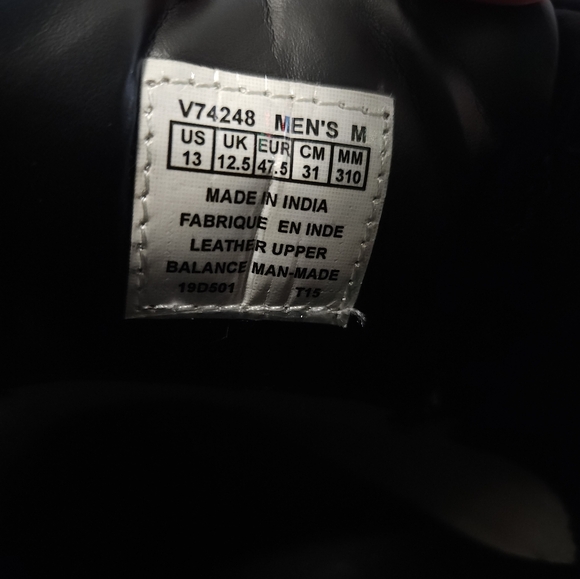 V74248 MEN'S M
US UK EUR CM MM
13 12.5 47.5 31 310
MADE IN INDIA
FABRIQUE EN INDE
LEATHER UPPER
BALANCE MAN-MADE
19D501 T15